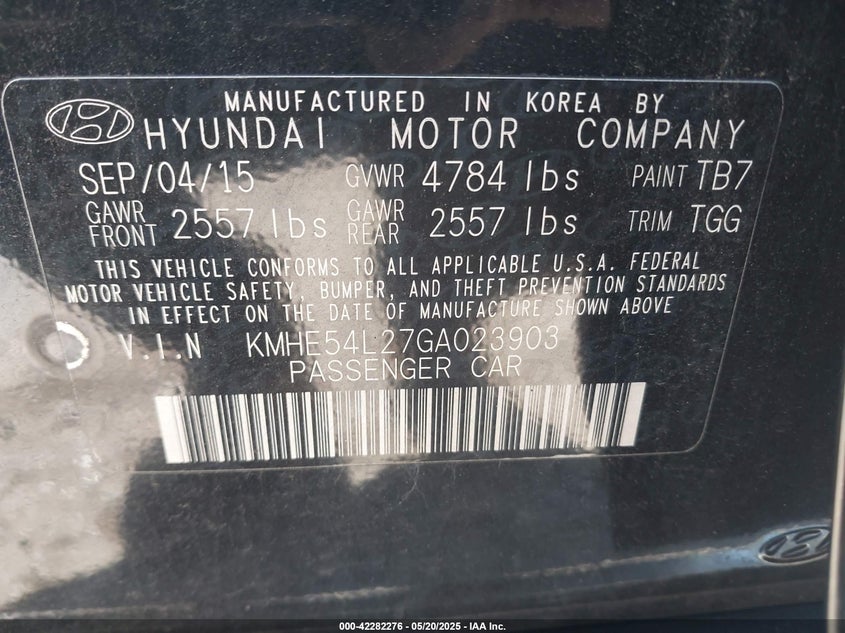 MANUFACTURED IN KOREA BY
HYUNDAI MOTOR COMPANY
SEP/04/15 GVWR 4784 lbs PAINT TB7
GAWR FRONT 2557 lbs GAWR REAR 2557 lbs TRIM TGG
THIS VEHICLE CONFORMS TO ALL APPLICABLE U.S.A. FEDERAL
MOTOR VEHICLE SAFETY, BUMPER, AND THEFT PREVENTION STANDARDS
IN EFFECT ON THE DATE OF MANUFACTURE SHOWN ABOVE
V.I.N KMHE54L27GA023903
PASSENGER CAR
000-42282276 - 05/20/2025 - IAA Inc.